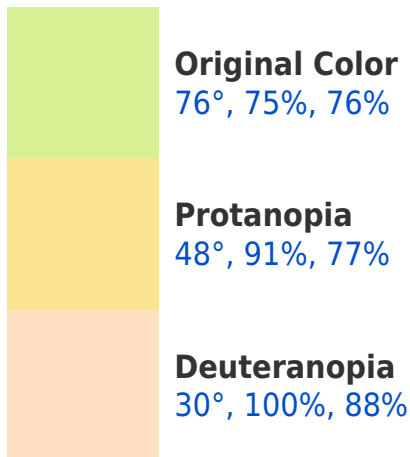 Original Color
76°, 75%, 76%
Protanopia
48°, 91%, 77%
Deuteranopia
30°, 100%, 88%